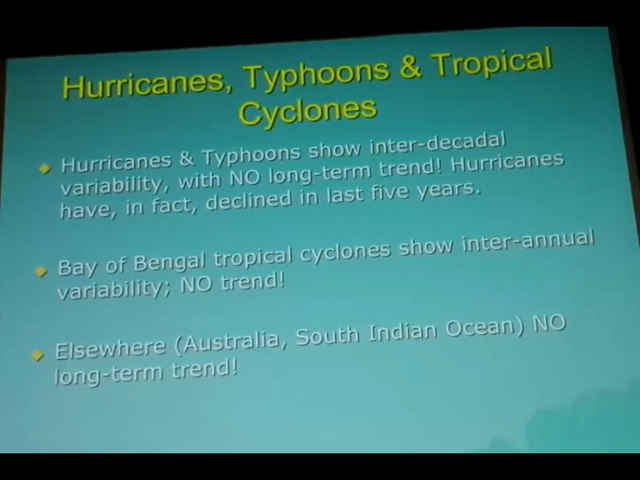 Hurricanes, Typhoons & Tropical
Cyclones
Hurricanes & Typhoons show inter-decadal
variability, with NO long-term trend! Hurricanes
have, in fact, declined in last five years.
Bay of Bengal tropical cyclones show inter-annual
variability; NO trend!
Elsewhere (Australia, South Indian Ocean) NO
long-term trend!